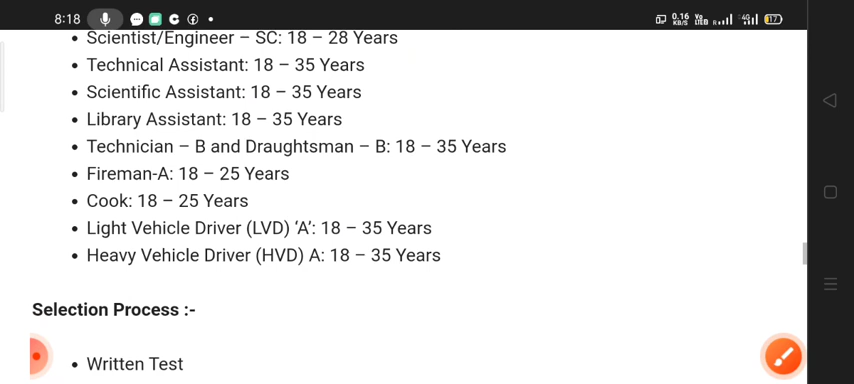 8:18
0.16 KB/S Vo LTE B R 4G 17
• Scientist/Engineer – SC: 18 – 28 Years
• Technical Assistant: 18 – 35 Years
• Scientific Assistant: 18 – 35 Years
• Library Assistant: 18 – 35 Years
• Technician – B and Draughtsman – B: 18 – 35 Years
• Fireman-A: 18 – 25 Years
• Cook: 18 – 25 Years
• Light Vehicle Driver (LVD) ‘A’: 18 – 35 Years
• Heavy Vehicle Driver (HVD) A: 18 – 35 Years
Selection Process :-
• Written Test